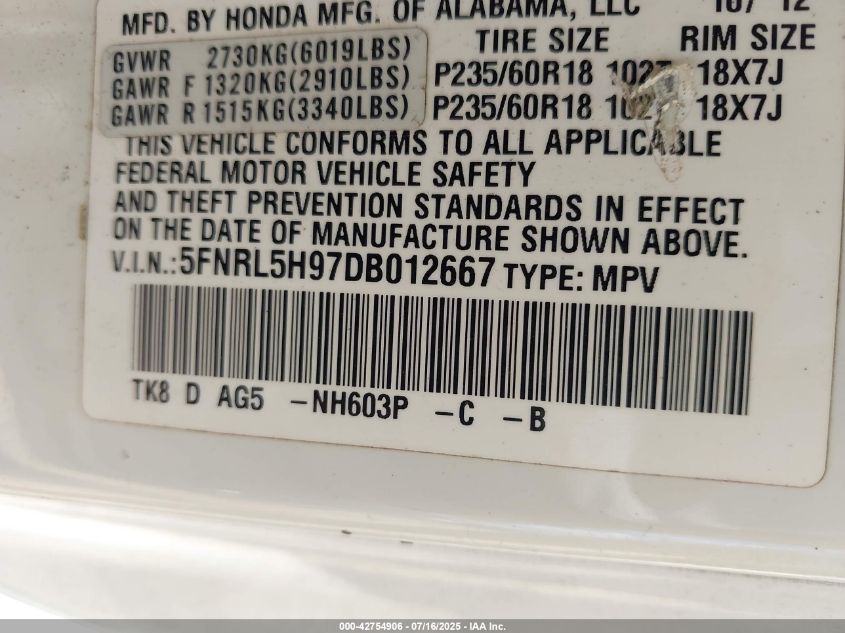 MFD. BY HONDA MFG. OF ALABAMA, LLC 10/ 12
TIRE SIZE RIM SIZE
GVWR 2730KG(6019LBS)
GAWR F 1320KG(2910LBS) P235/60R18 102T 18X7J
GAWR R 1515KG(3340LBS) P235/60R18 18X7J
THIS VEHICLE CONFORMS TO ALL APPLICABLE
FEDERAL MOTOR VEHICLE SAFETY
AND THEFT PREVENTION STANDARDS IN EFFECT
ON THE DATE OF MANUFACTURE SHOWN ABOVE.
V.I.N.:5FNRL5H97DB012667 TYPE: MPV
TK8 D AG5 -NH603P -C -B
000-42754906 - 07/16/2025 - IAA Inc.